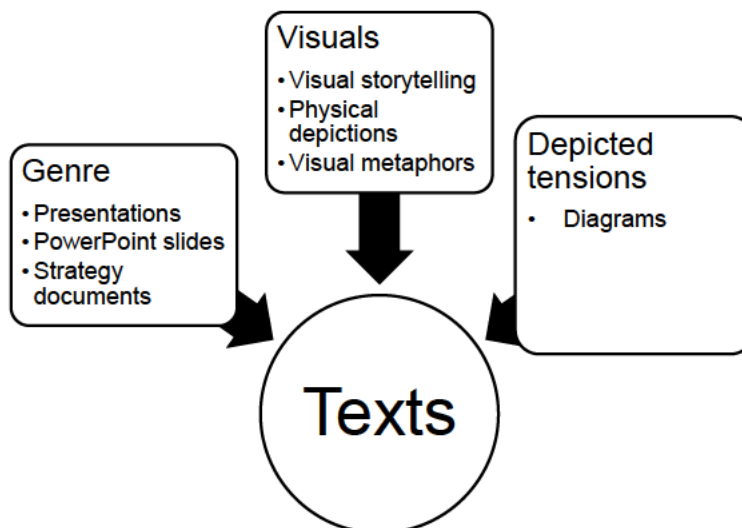 Visuals
• Visual storytelling
• Physical
depictions
• Visual metaphors
Genre
• Presentations
• PowerPoint slides
• Strategy
documents
Depicted
tensions
• Diagrams
Texts